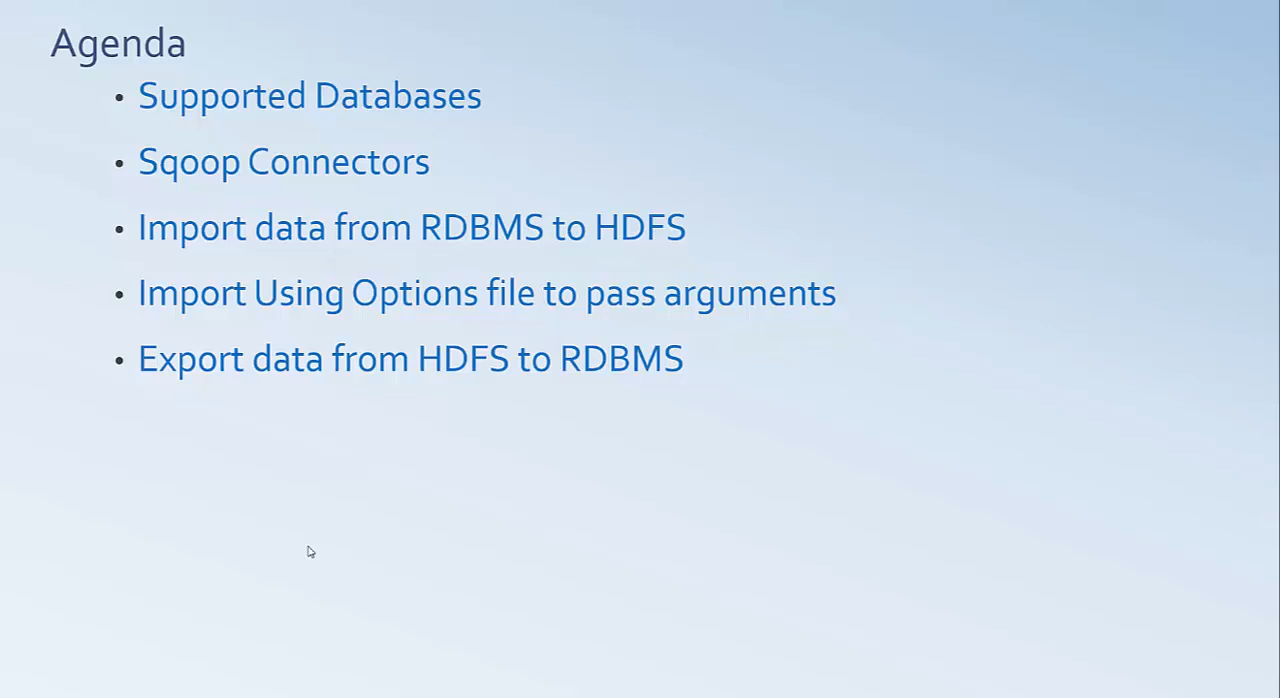 Agenda
• Supported Databases
• Sqoop Connectors
• Import data from RDBMS to HDFS
• Import Using Options file to pass arguments
• Export data from HDFS to RDBMS